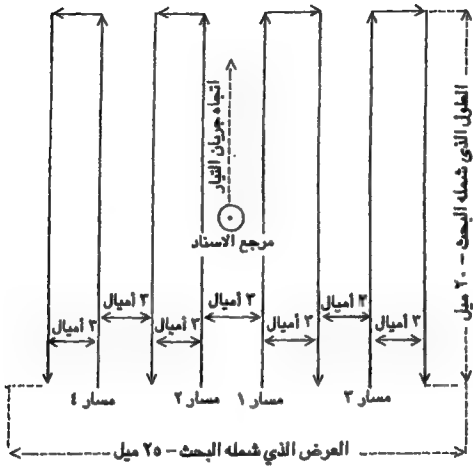 اتجاه جريان التيار
الطول الذي شمله البحث - ٢٠ ميل
مرجع الاسناد
٣ أميال
٣ أميال
٣ أميال
٣ أميال
٣ أميال
٣ أميال
٣ أميال
مسار ٣
مسار ١
مسار ٢
مسار ٤
العرض الذي شمله البحث - ٢٥ ميل